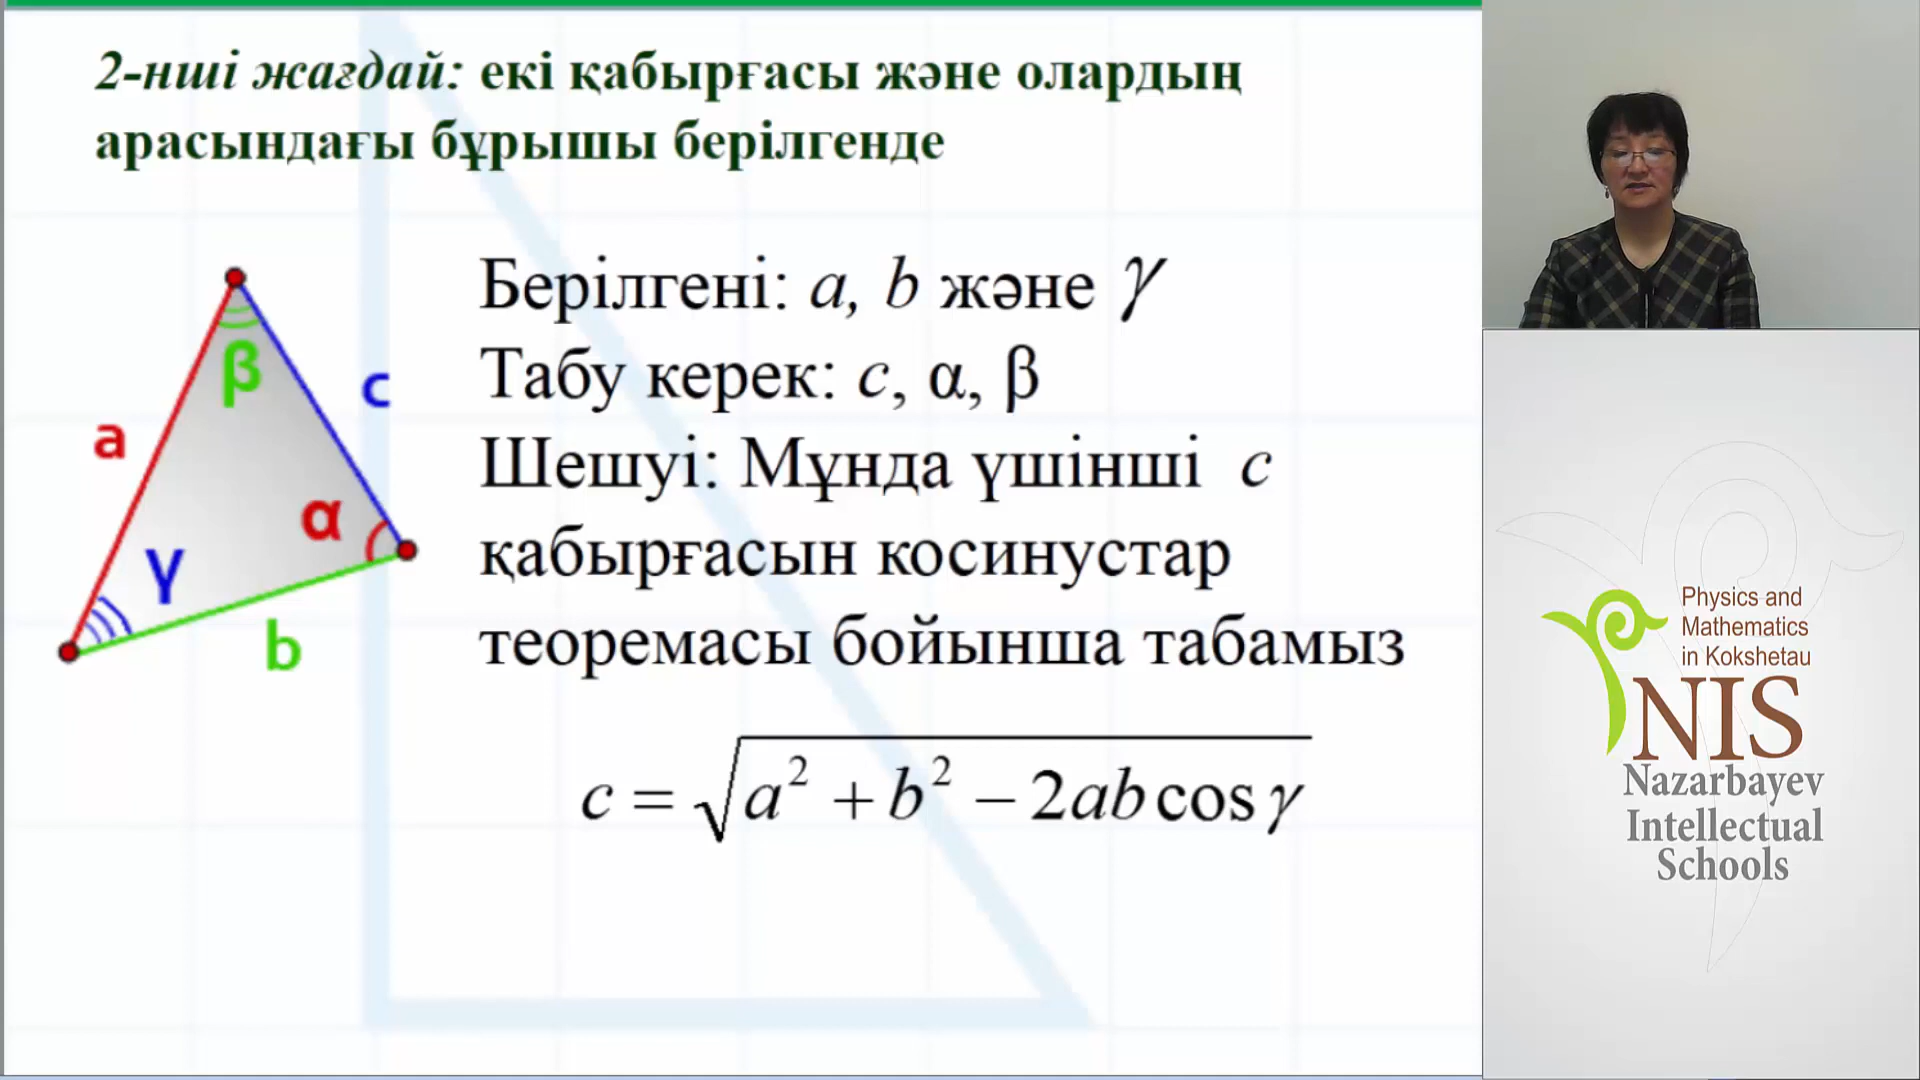 2-нші жағдай: екі қабырғасы және олардың
арасындағы бұрышы берілгенде
β
c
a
α
γ
b
Берілгені: a, b және γ
Табу керек: c, α, β
Шешуі: Мұнда үшінші c
қабырғасын косинустар
теоремасы бойынша табамыз
c = √a² + b² − 2ab cos γ
Physics and
Mathematics
in Kokshetau
NIS
Nazarbayev
Intellectual
Schools